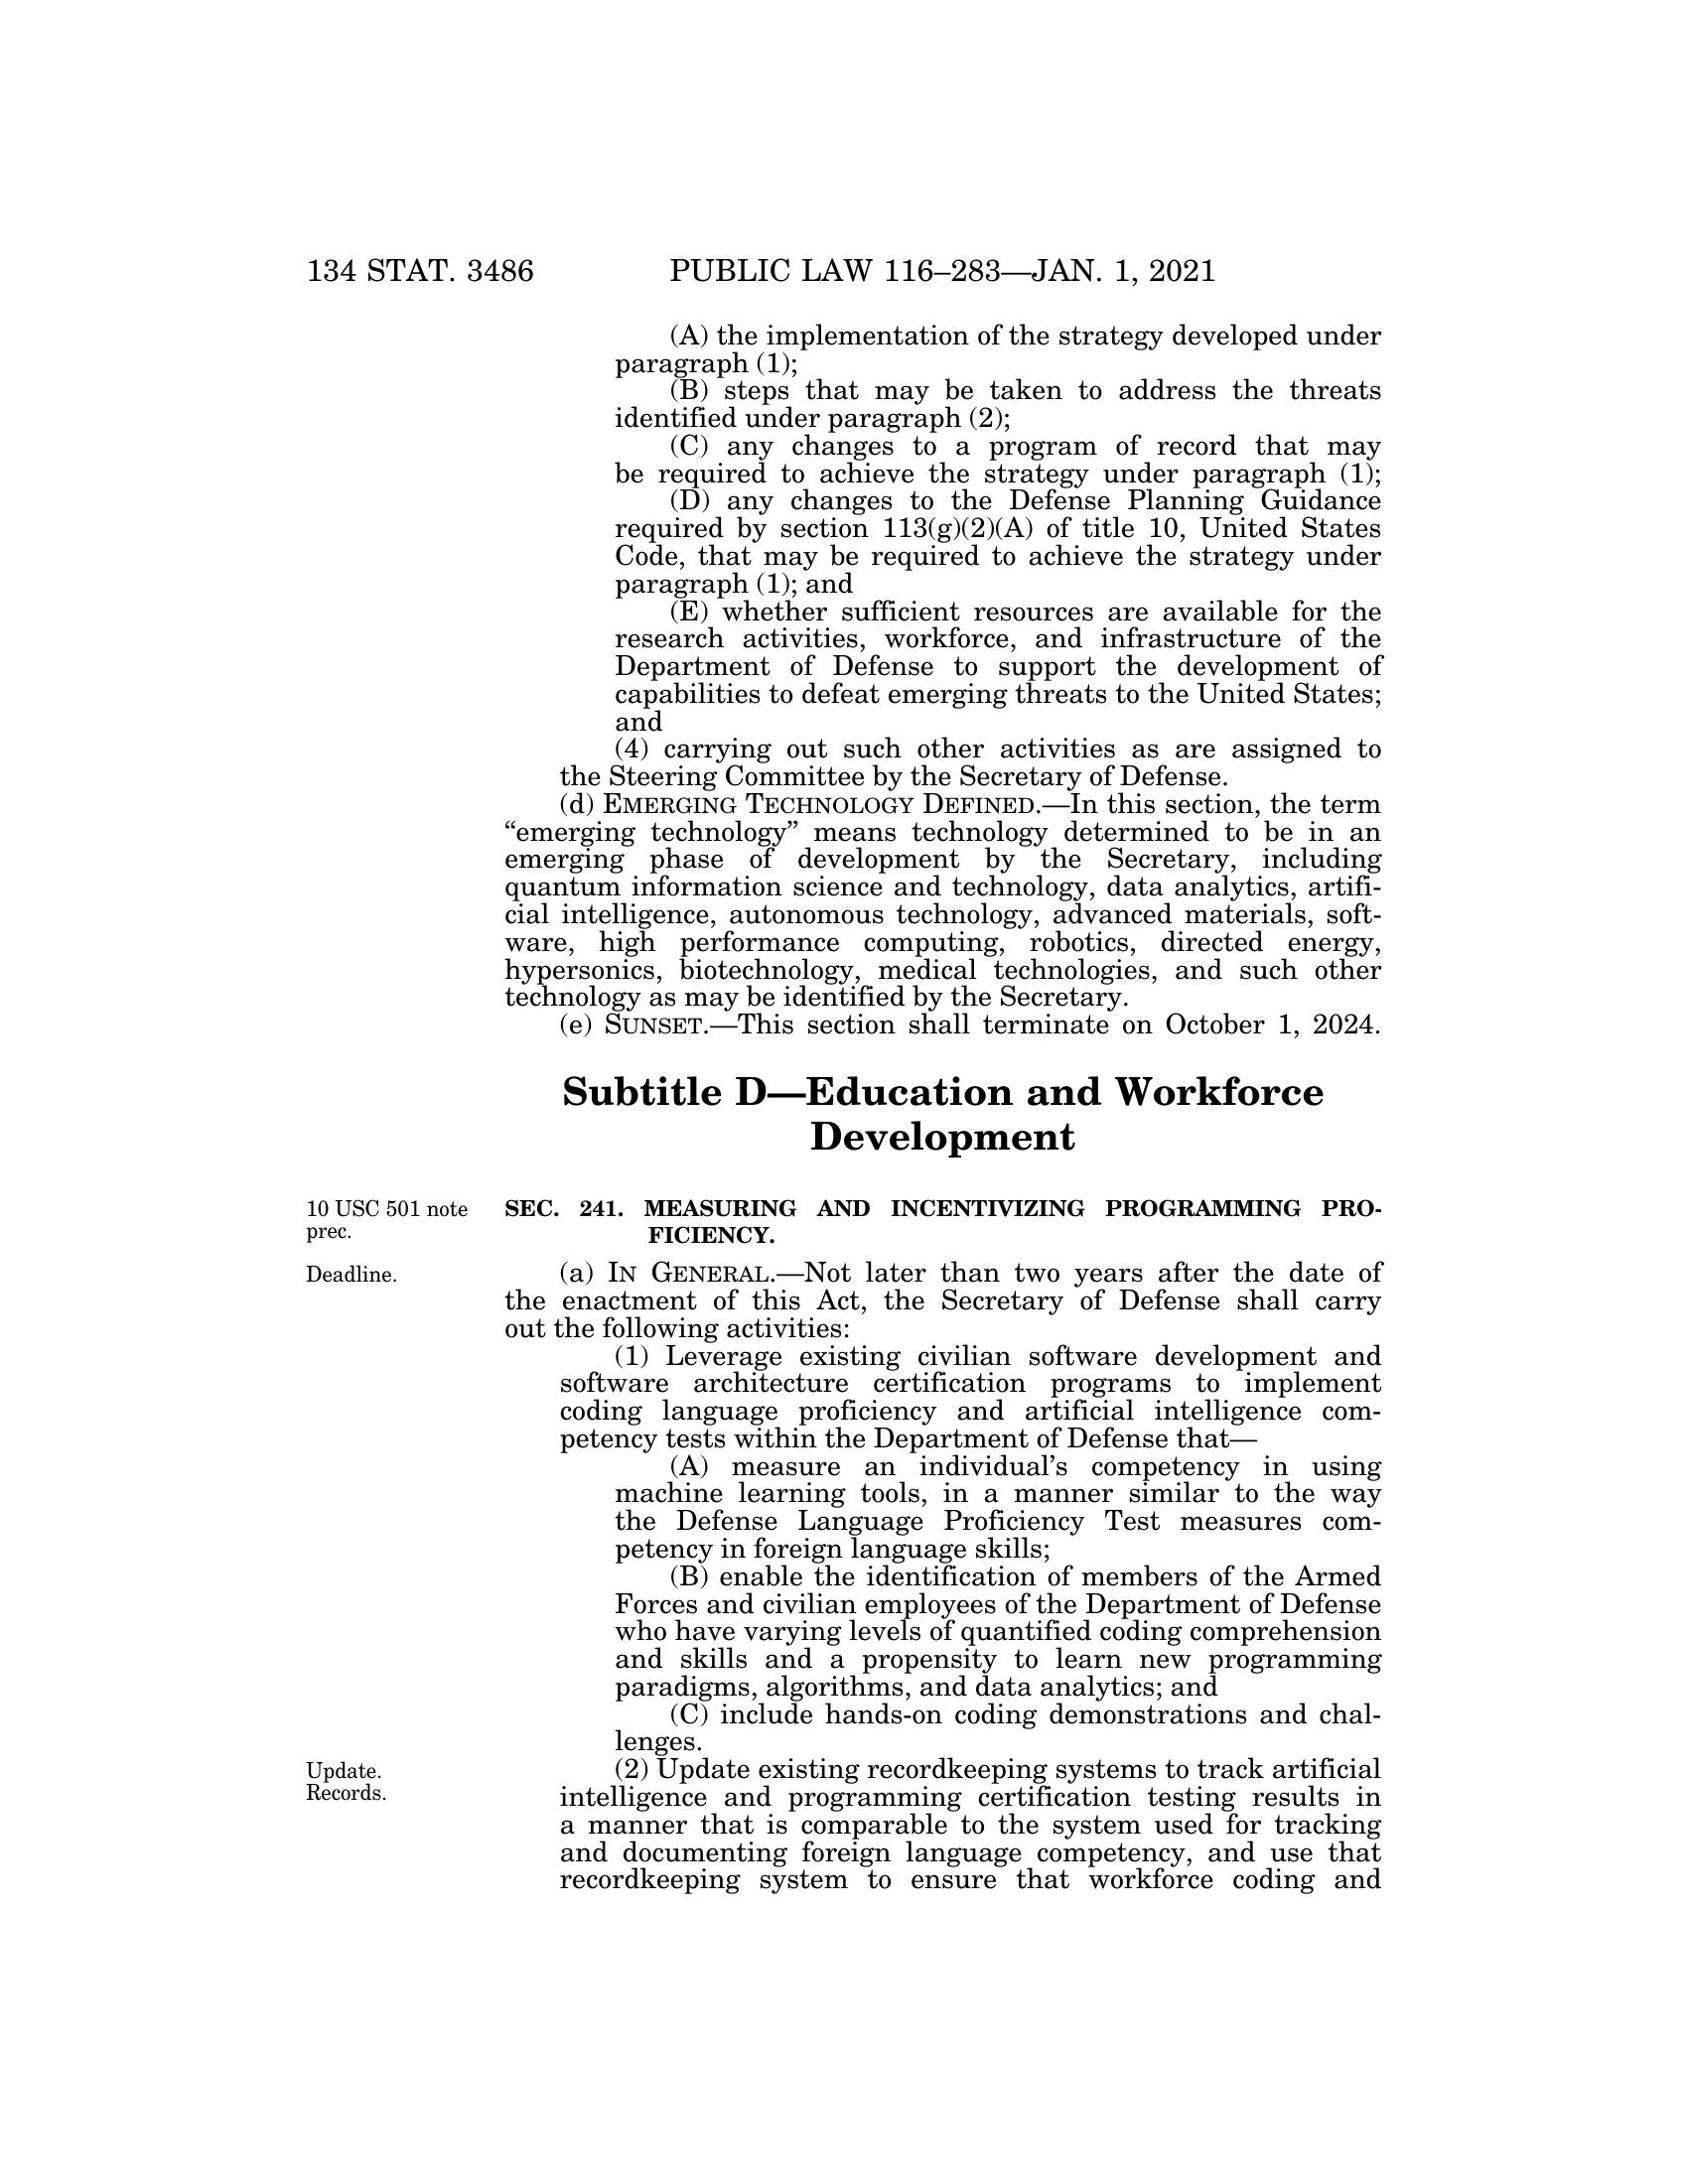 134 STAT. 3486 PUBLIC LAW 116–283—JAN. 1, 2021
(A) the implementation of the strategy developed under
paragraph (1);
(B) steps that may be taken to address the threats
identified under paragraph (2);
(C) any changes to a program of record that may
be required to achieve the strategy under paragraph (1);
(D) any changes to the Defense Planning Guidance
required by section 113(g)(2)(A) of title 10, United States
Code, that may be required to achieve the strategy under
paragraph (1); and
(E) whether sufficient resources are available for the
research activities, workforce, and infrastructure of the
Department of Defense to support the development of
capabilities to defeat emerging threats to the United States;
and
(4) carrying out such other activities as are assigned to
the Steering Committee by the Secretary of Defense.
(d) EMERGING TECHNOLOGY DEFINED.—In this section, the term
“emerging technology” means technology determined to be in an
emerging phase of development by the Secretary, including
quantum information science and technology, data analytics, artifi-
cial intelligence, autonomous technology, advanced materials, soft-
ware, high performance computing, robotics, directed energy,
hypersonics, biotechnology, medical technologies, and such other
technology as may be identified by the Secretary.
(e) SUNSET.—This section shall terminate on October 1, 2024.
Subtitle D—Education and Workforce
Development
10 USC 501 note
prec.
SEC. 241. MEASURING AND INCENTIVIZING PROGRAMMING PRO-
FICIENCY.
Deadline.
(a) IN GENERAL.—Not later than two years after the date of
the enactment of this Act, the Secretary of Defense shall carry
out the following activities:
(1) Leverage existing civilian software development and
software architecture certification programs to implement
coding language proficiency and artificial intelligence com-
petency tests within the Department of Defense that—
(A) measure an individual’s competency in using
machine learning tools, in a manner similar to the way
the Defense Language Proficiency Test measures com-
petency in foreign language skills;
(B) enable the identification of members of the Armed
Forces and civilian employees of the Department of Defense
who have varying levels of quantified coding comprehension
and skills and a propensity to learn new programming
paradigms, algorithms, and data analytics; and
(C) include hands-on coding demonstrations and chal-
lenges.
Update.
Records.
(2) Update existing recordkeeping systems to track artificial
intelligence and programming certification testing results in
a manner that is comparable to the system used for tracking
and documenting foreign language competency, and use that
recordkeeping system to ensure that workforce coding and